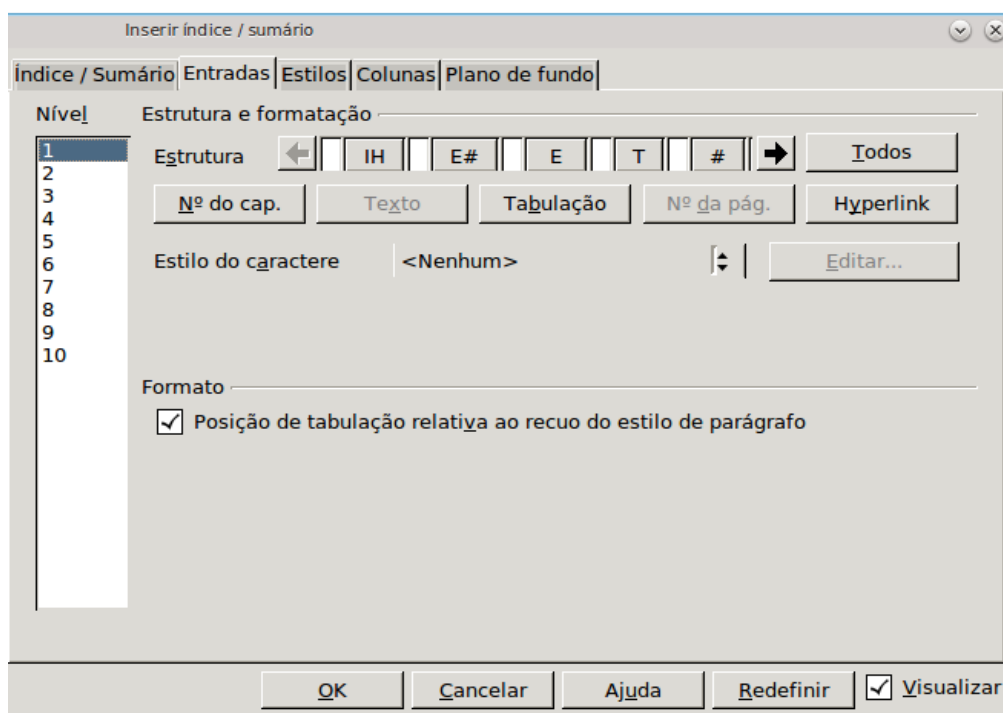 Inserir índice / sumário
Índice / Sumário Entradas Estilos Colunas Plano de fundo
Nível Estrutura e formatação
1
2
3
4
5
6
7
8
9
10
Estrutura IH E# E T # Todos
Nº do cap. Texto Tabulação Nº da pág. Hyperlink
Estilo do caractere <Nenhum> Editar...
Formato
Posição de tabulação relativa ao recuo do estilo de parágrafo
OK Cancelar Ajuda Redefinir Visualizar